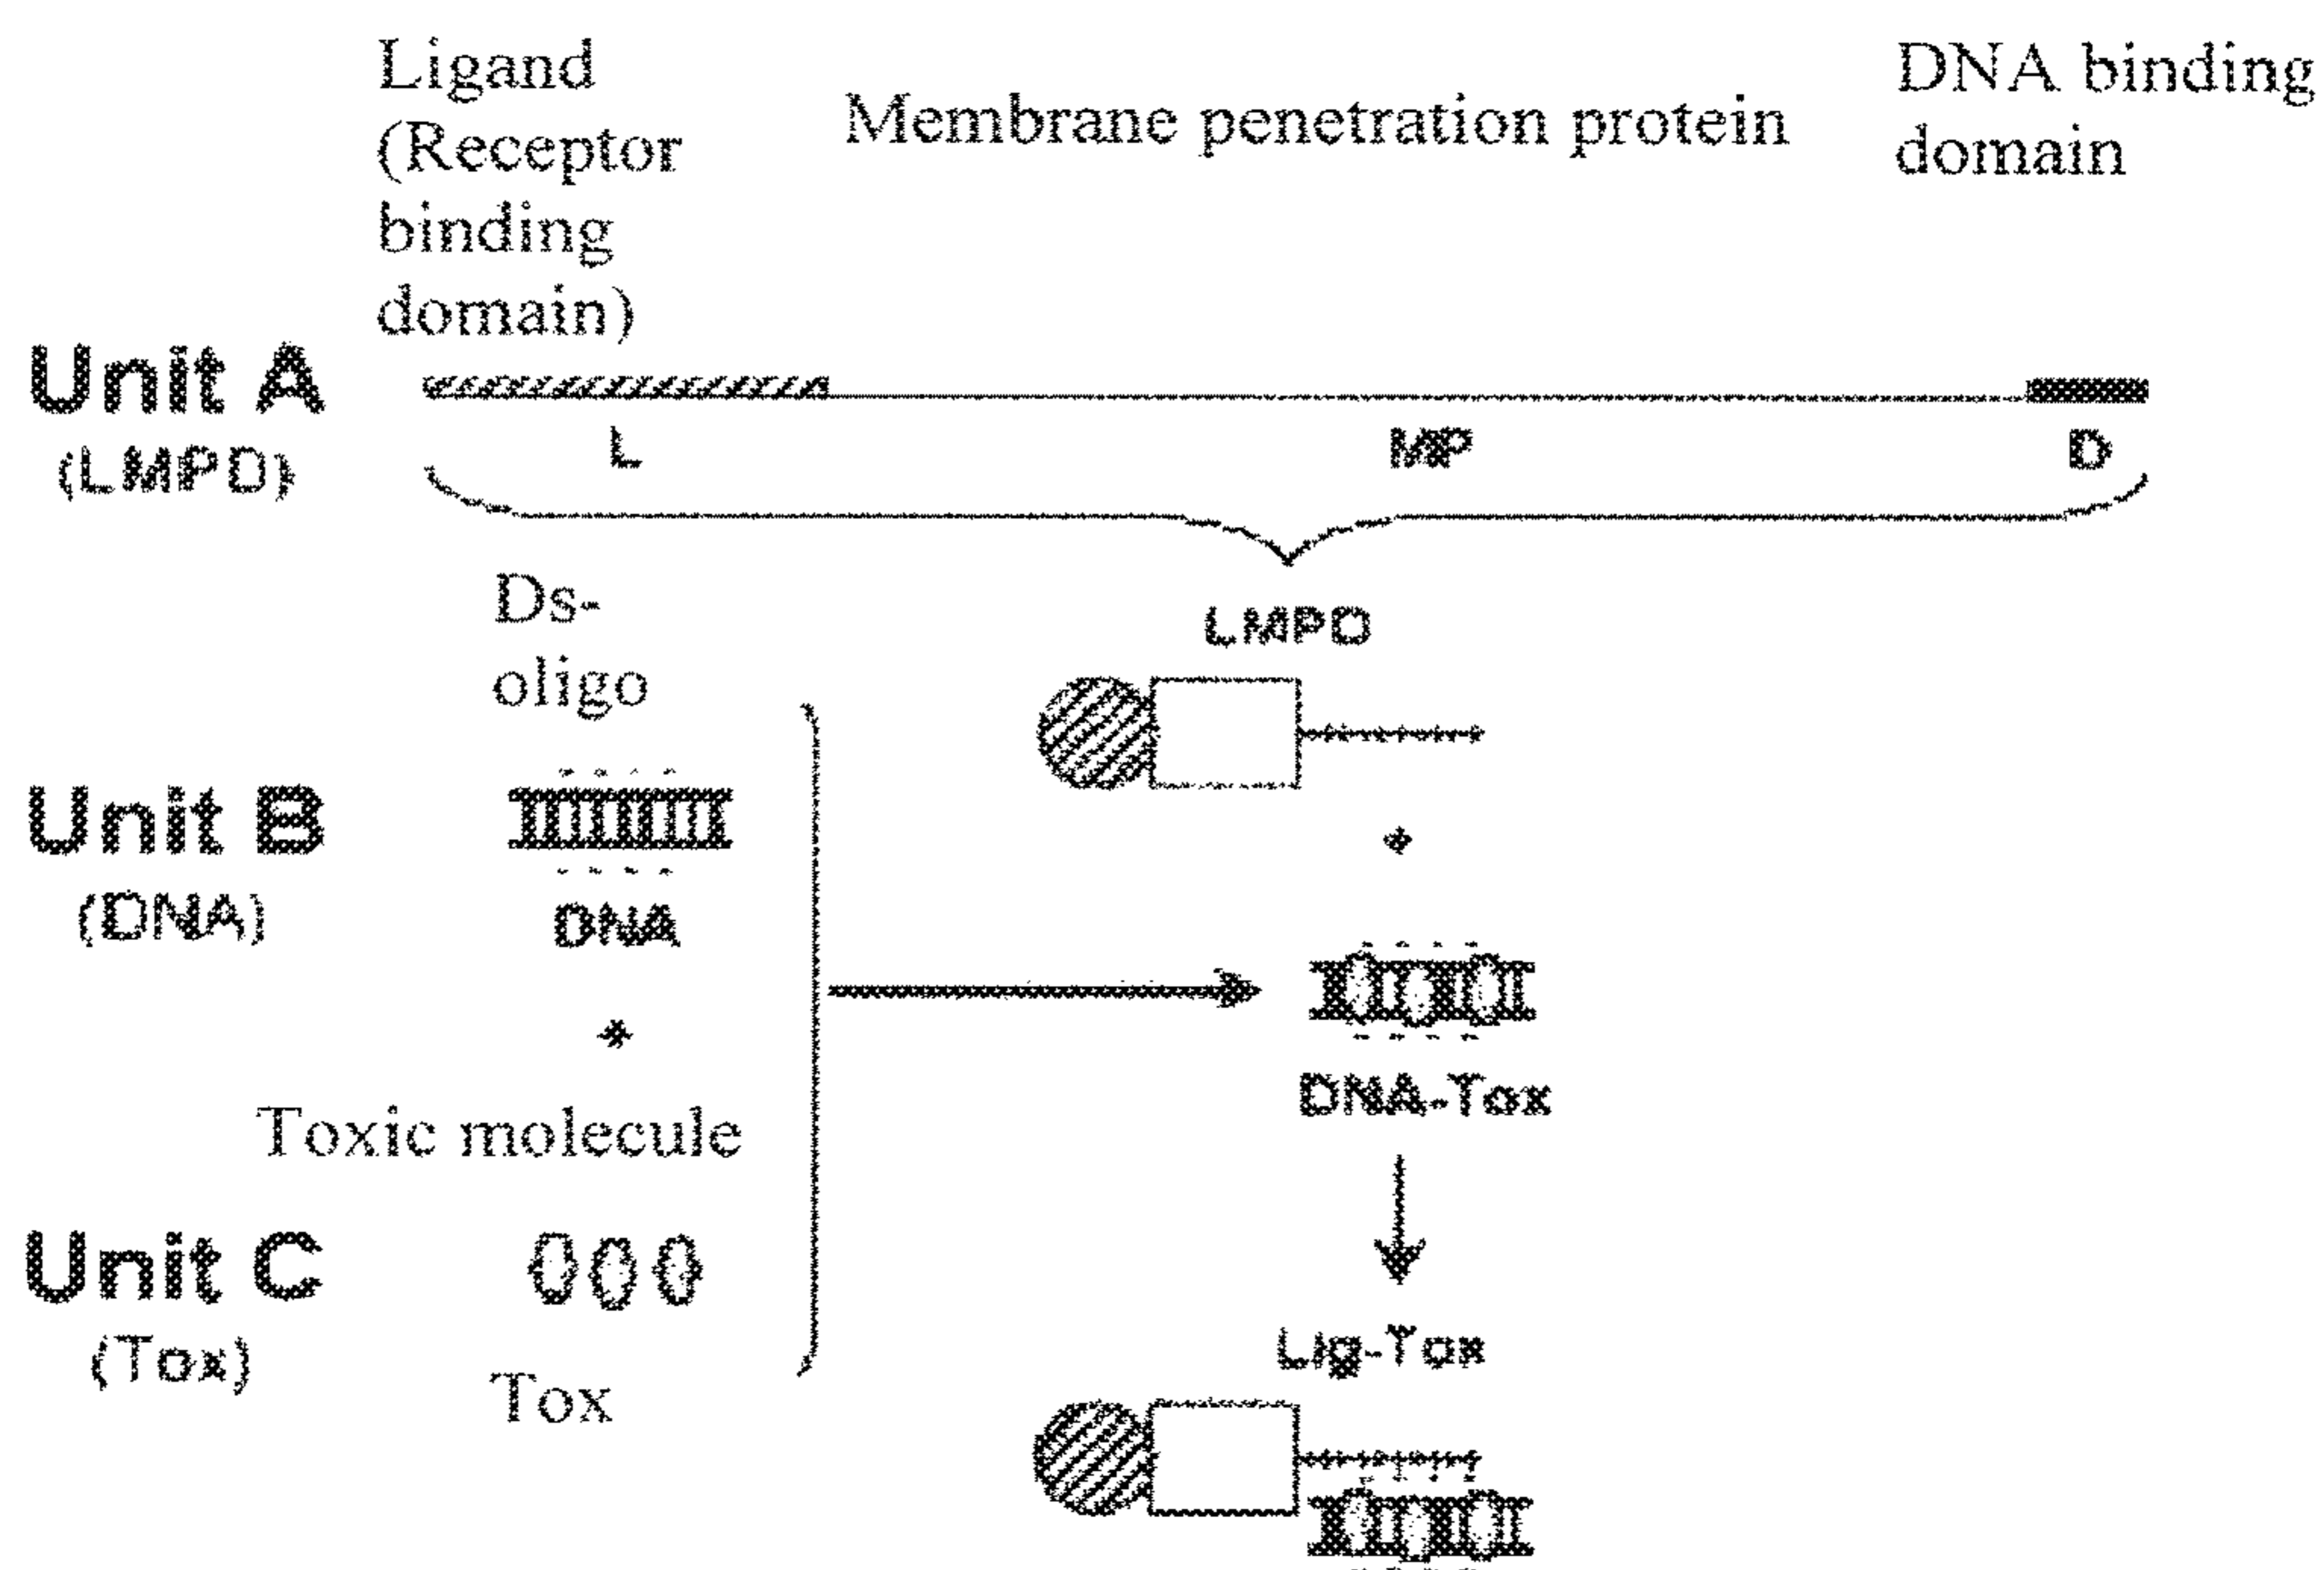 Ligand
(Receptor
binding
domain)
Membrane penetration protein
DNA binding
domain
Unit A
(LMPD)
L
MP
D
LMPD
Ds-
oligo
Unit B
(DNA)
DNA
+
+
DNA-Tox
Toxic molecule
Unit C
(Tox)
Tox
Lig-Tox